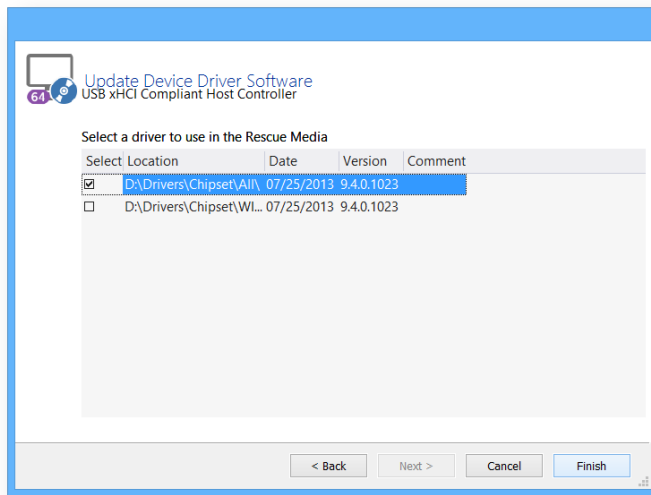 Update Device Driver Software
64
USB xHCI Compliant Host Controller
Select a driver to use in the Rescue Media
Select Location Date Version Comment
D:\Drivers\Chipset\All\ 07/25/2013 9.4.0.1023
D:\Drivers\Chipset\WI... 07/25/2013 9.4.0.1023
< Back Next > Cancel Finish